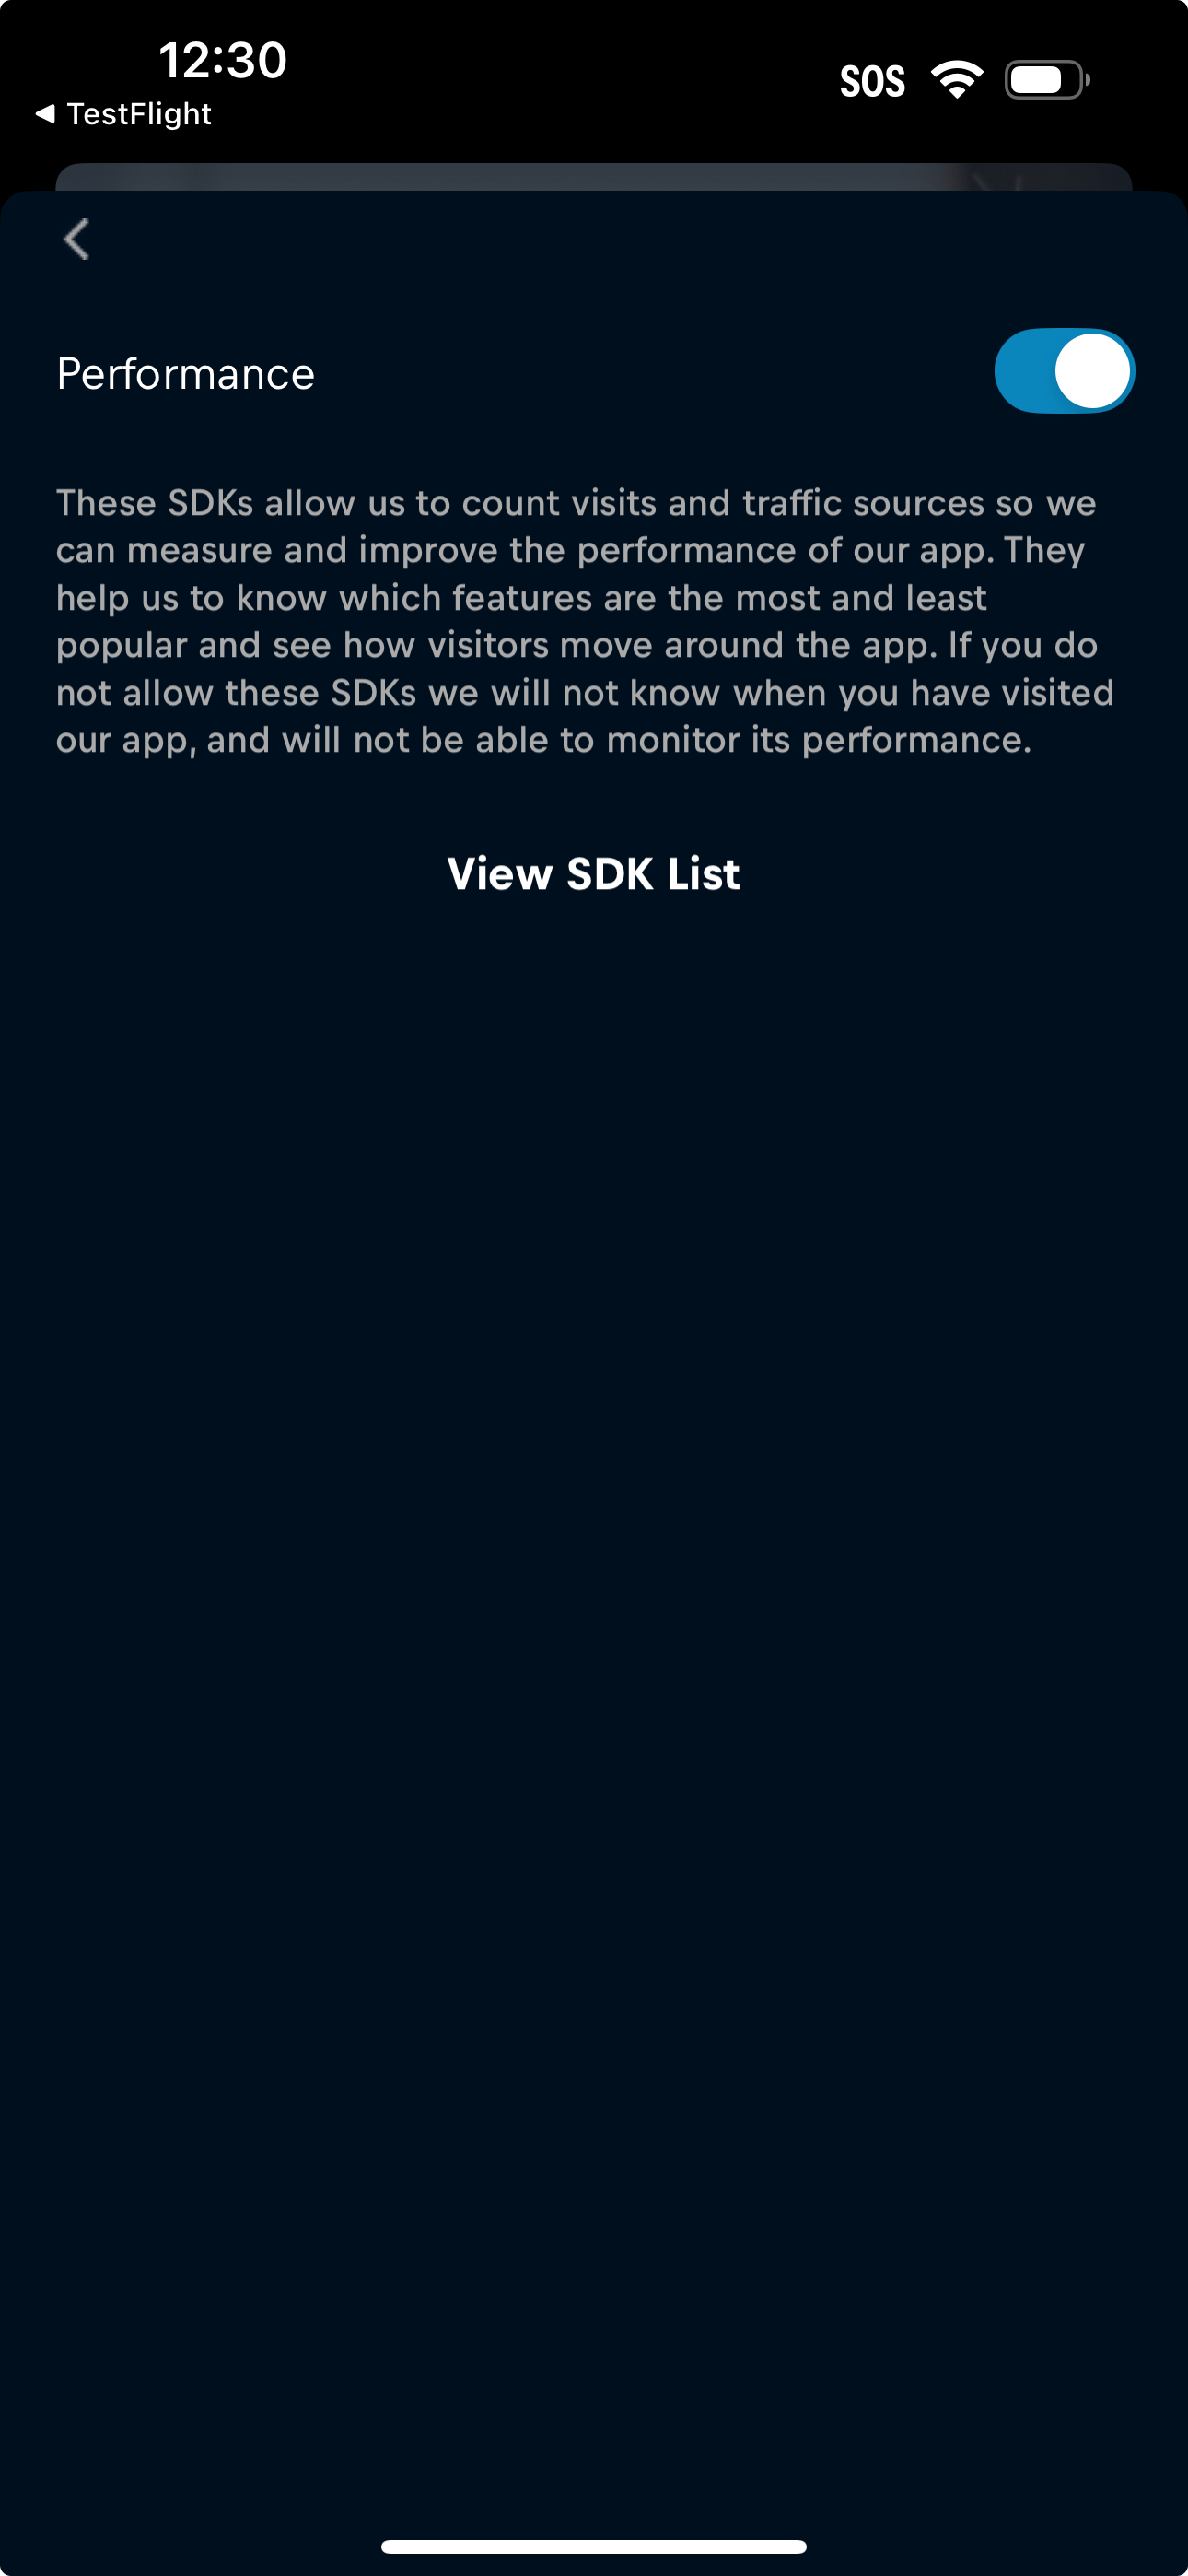 12:30
SOS
TestFlight
Performance
These SDKs allow us to count visits and traffic sources so we
can measure and improve the performance of our app. They
help us to know which features are the most and least
popular and see how visitors move around the app. If you do
not allow these SDKs we will not know when you have visited
our app, and will not be able to monitor its performance.
View SDK List